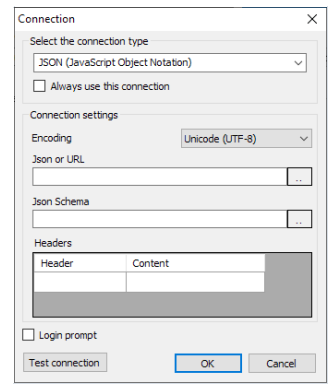 Connection
Select the connection type
JSON (JavaScript Object Notation)
Always use this connection
Connection settings
Encoding Unicode (UTF-8)
Json or URL
..
Json Schema
..
Headers
Header Content
Login prompt
Test connection OK Cancel